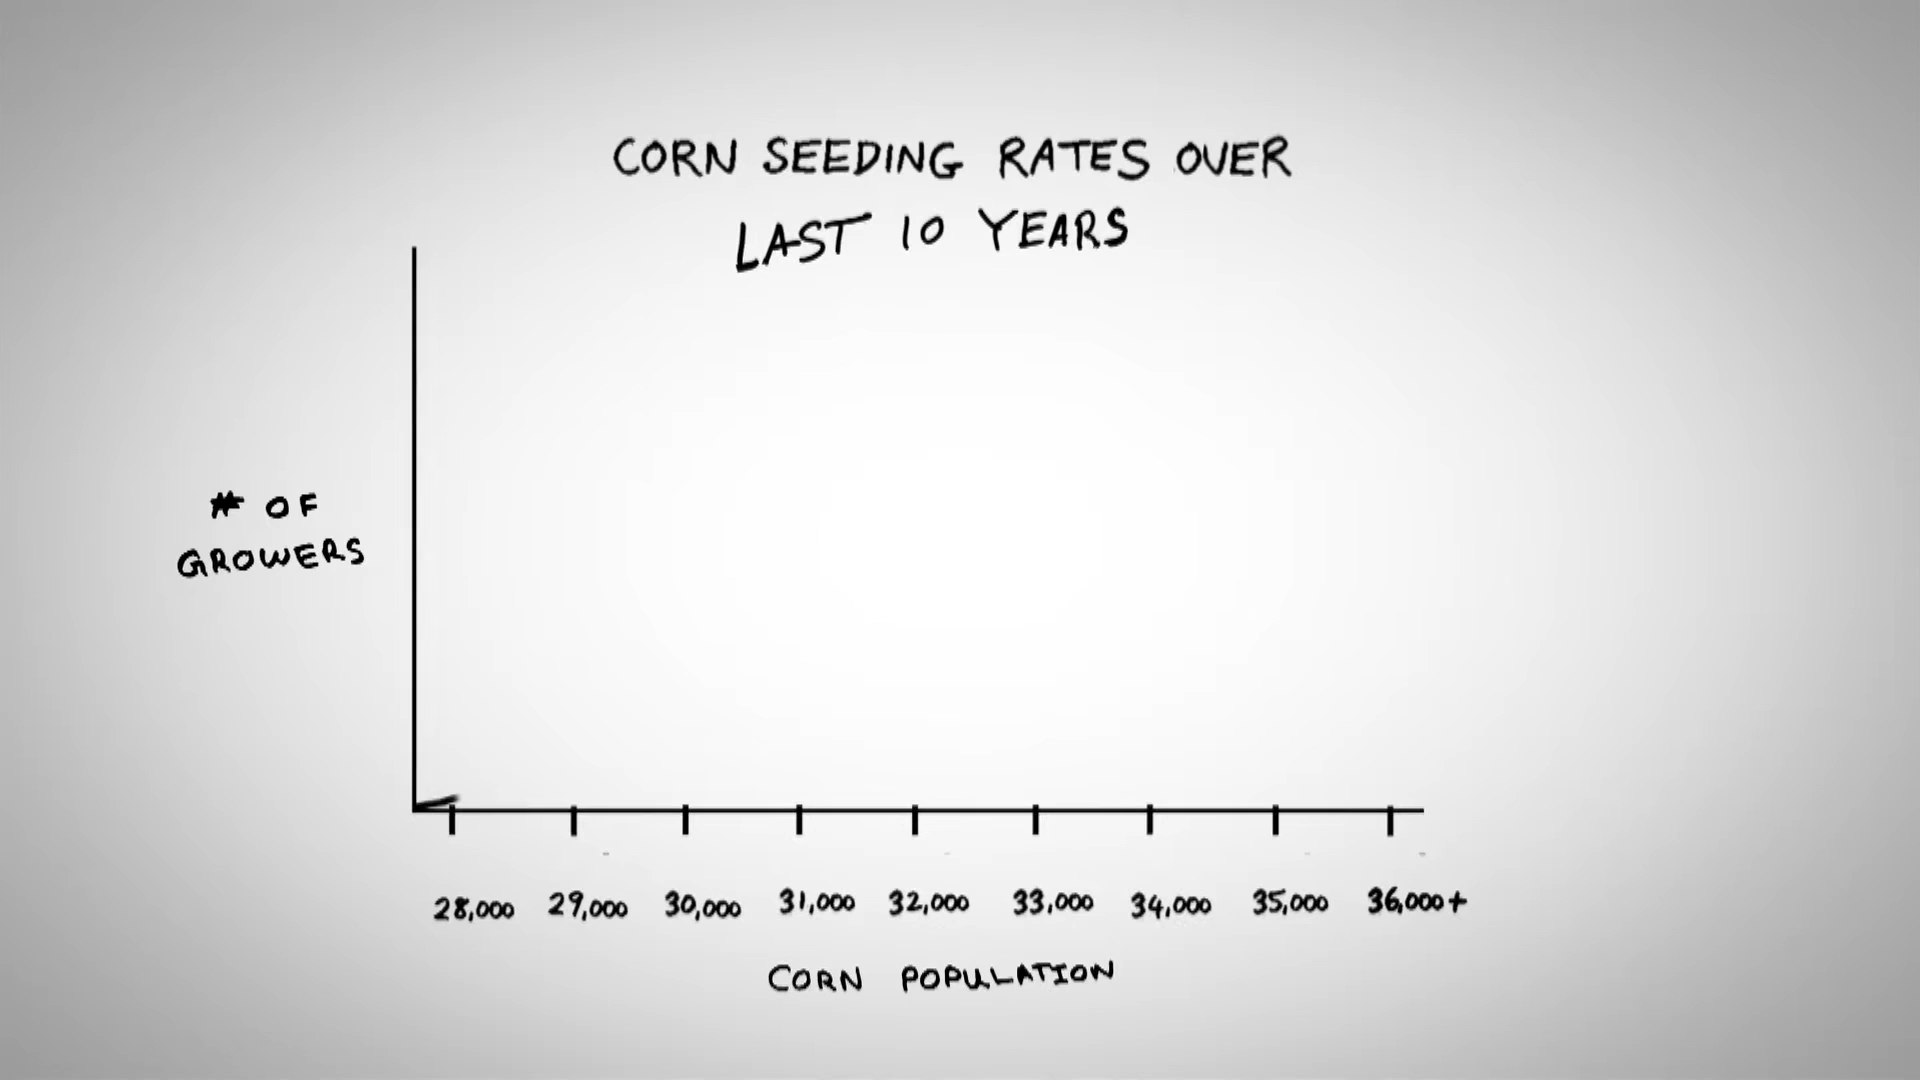 CORN SEEDING RATES OVER
LAST 10 YEARS
# OF
GROWERS
28,000 29,000 30,000 31,000 32,000 33,000 34,000 35,000 36,000+
CORN POPULATION